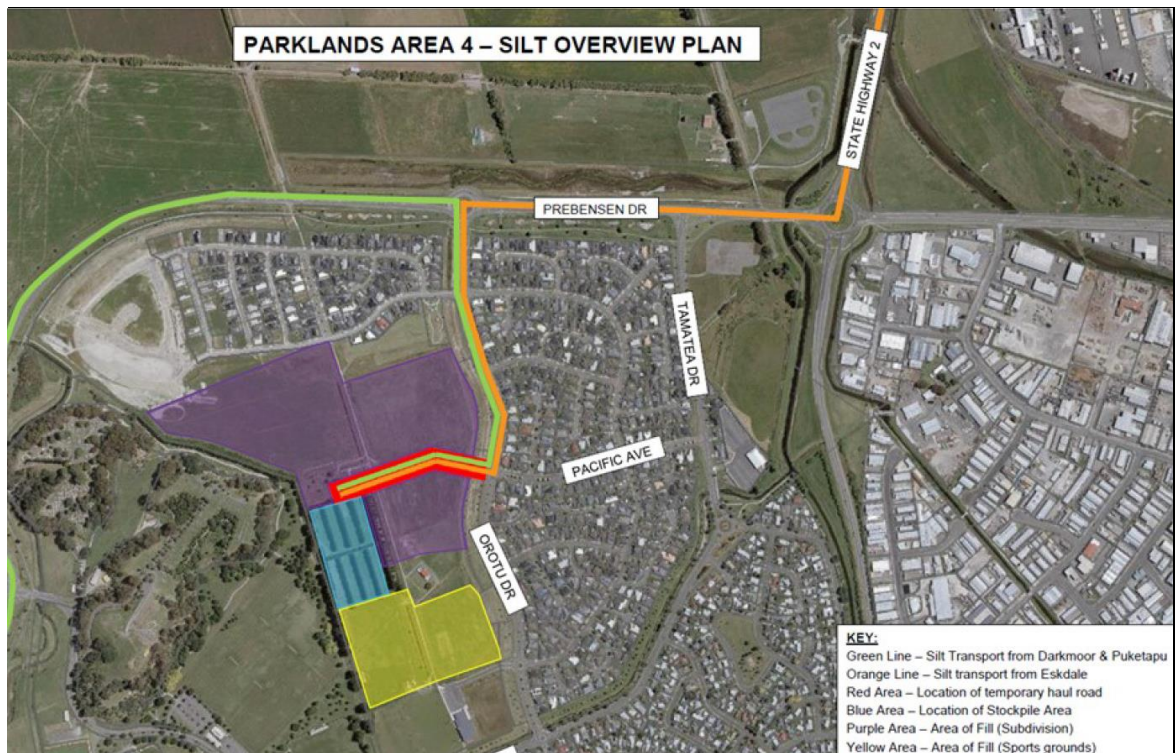 PARKLANDS AREA 4 – SILT OVERVIEW PLAN
STATE HIGHWAY 2
PREBENSEN DR
TAMATEA DR
PACIFIC AVE
OROTU DR
KEY:
Green Line – Silt Transport from Darkmoor & Puketapu
Orange Line – Silt transport from Eskdale
Red Area – Location of temporary haul road
Blue Area – Location of Stockpile Area
Purple Area – Area of Fill (Subdivision)
Yellow Area – Area of Fill (Sports grounds)